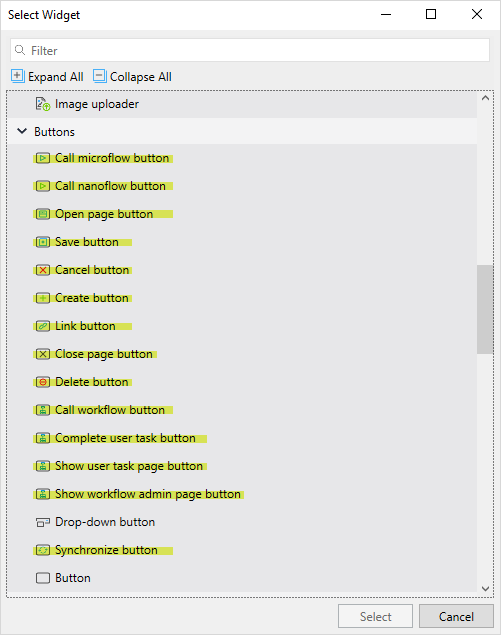 Select Widget
Filter
Expand All Collapse All
Image uploader
Buttons
Call microflow button
Call nanoflow button
Open page button
Save button
Cancel button
Create button
Link button
Close page button
Delete button
Call workflow button
Complete user task button
Show user task page button
Show workflow admin page button
Drop-down button
Synchronize button
Button
Select Cancel